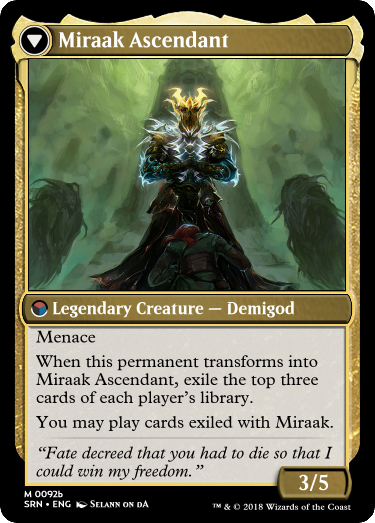 Miraak Ascendant
Legendary Creature — Demigod
Menace
When this permanent transforms into
Miraak Ascendant, exile the top three
cards of each player's library.
You may play cards exiled with Miraak.
“Fate decreed that you had to die so that I
could win my freedom.”
3/5
M 0092b
SRN • ENG Selann on dA
™ & © 2018 Wizards of the Coast